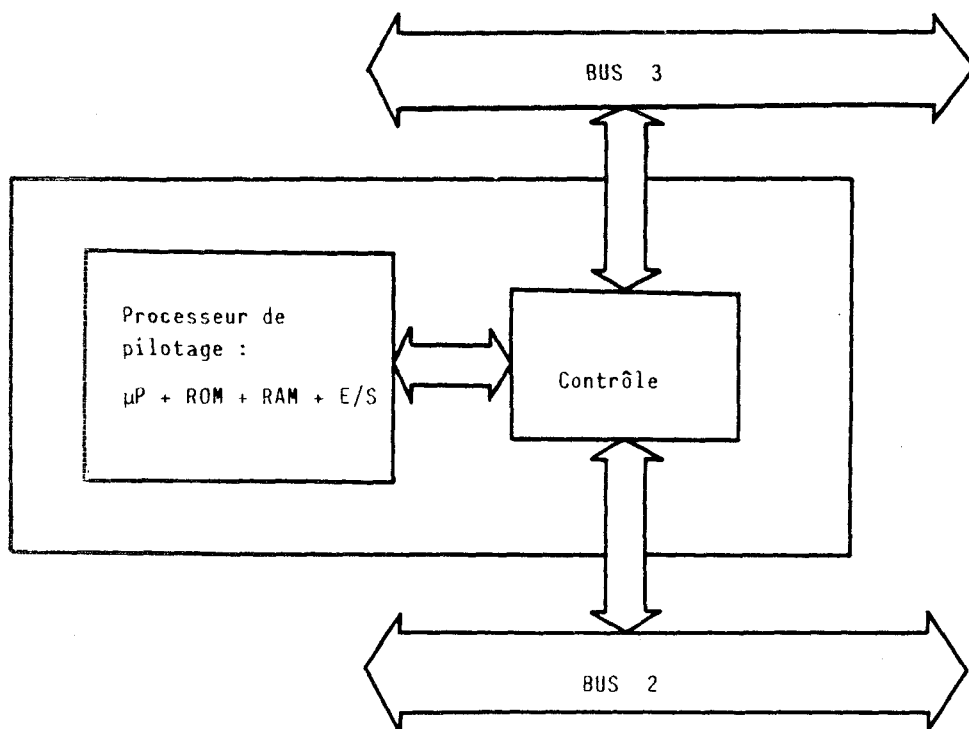 BUS 3
Processeur de
pilotage :
µP + ROM + RAM + E/S
Contrôle
BUS 2